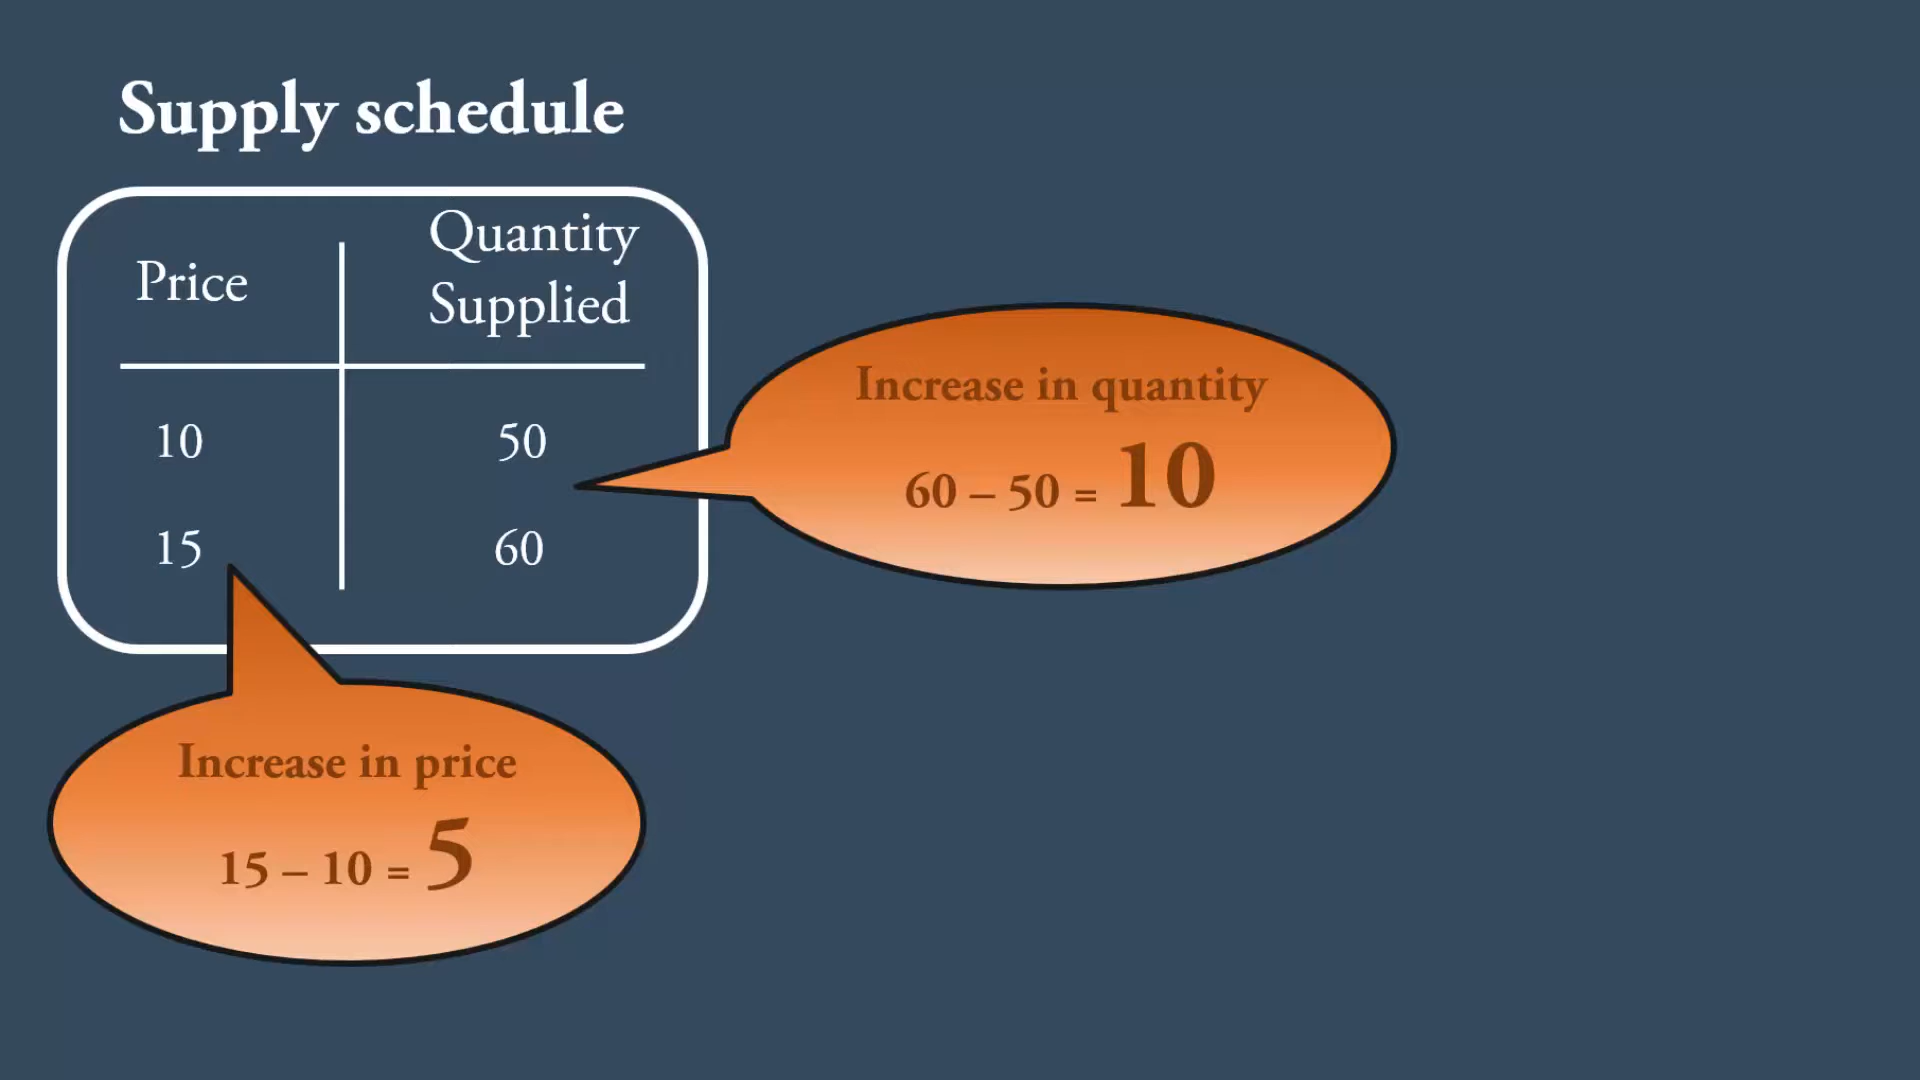 Supply schedule
Price
Quantity
Supplied
10 50
15 60
Increase in quantity
60 – 50 = 10
Increase in price
15 – 10 = 5